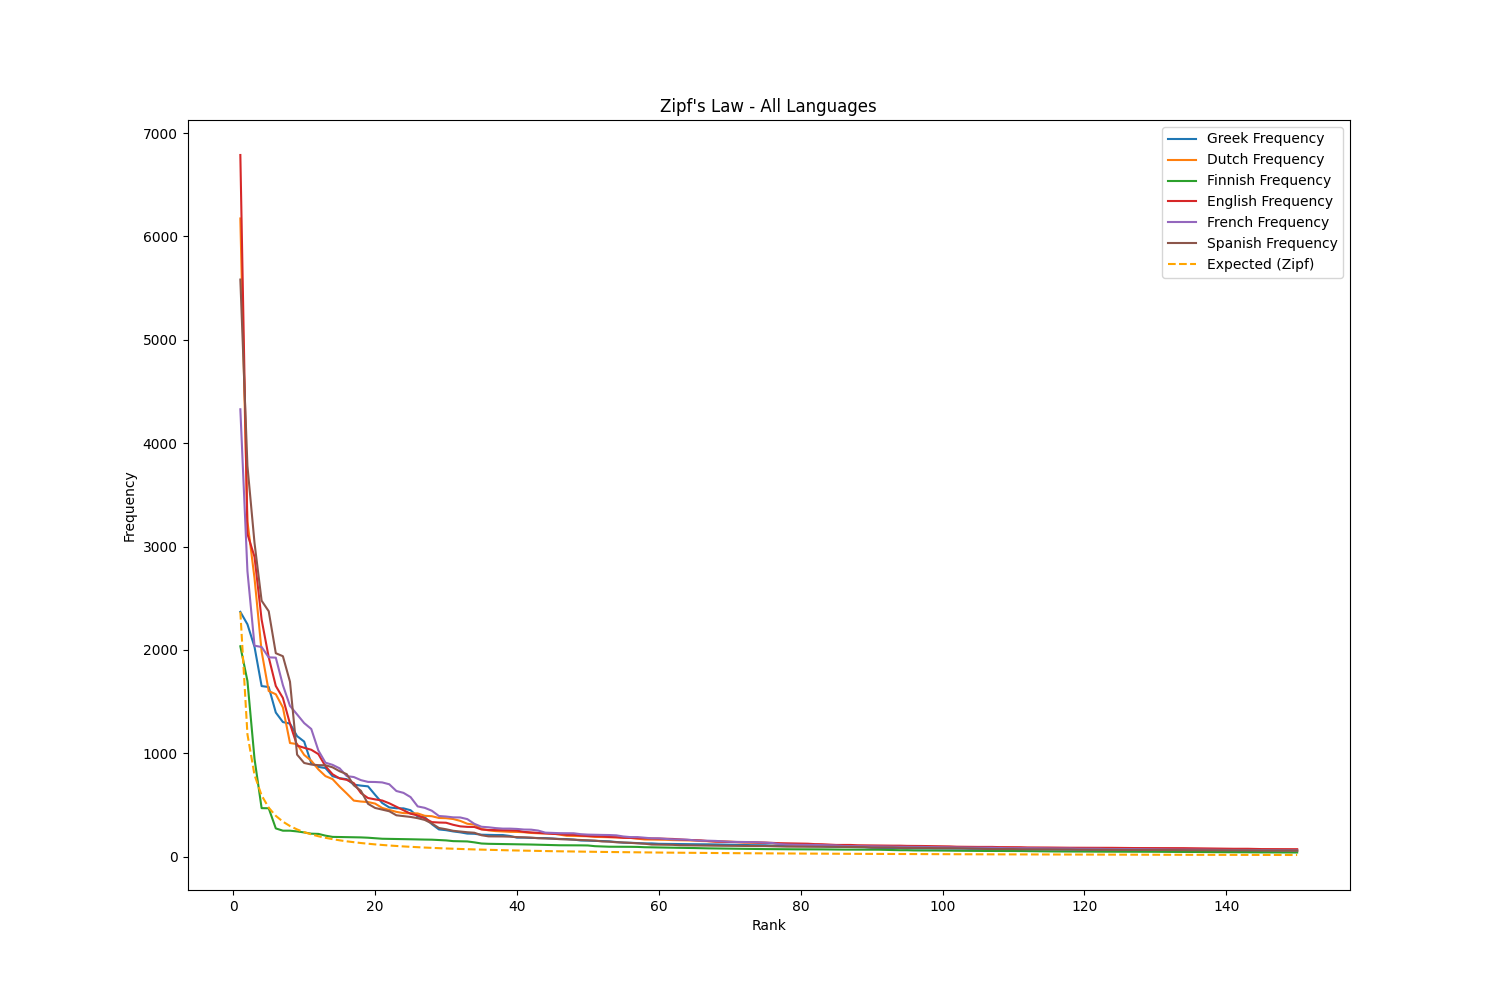 Zipf's Law - All Languages
7000
6000
5000
4000
3000
2000
1000
0
Frequency
Greek Frequency
Dutch Frequency
Finnish Frequency
English Frequency
French Frequency
Spanish Frequency
Expected (Zipf)
0 20 40 60 80 100 120 140
Rank